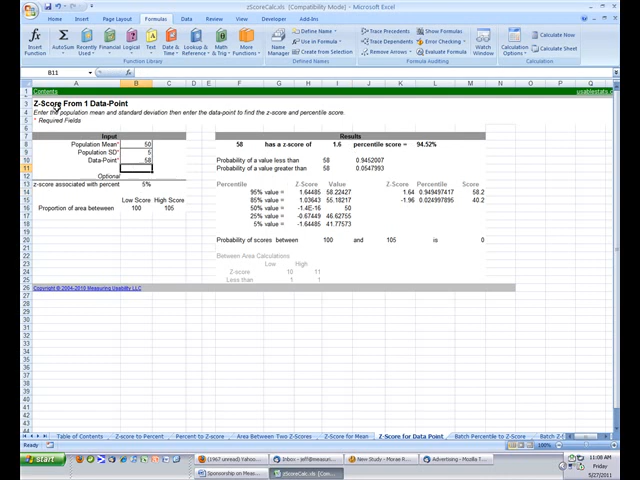 zScoreCalc.xls [Compatibility Mode] - Microsoft Excel
Home Insert Page Layout Formulas Data Review View Developer Add-Ins
Insert Function
AutoSum Recently Used Financial Logical Text Date & Time Lookup & Reference Math & Trig More Functions
Function Library
Name Manager
Define Name
Use in Formula
Create from Selection
Defined Names
Trace Precedents Show Formulas
Trace Dependents Error Checking
Remove Arrows Evaluate Formula
Formula Auditing
Watch Window
Calculation Options
Calculate Now
Calculate Sheet
Calculation
B11
A B C D E F G H I J K L M N O P Q
Contents
usablestats.c
Z-Score From 1 Data-Point
Enter the population mean and standard deviation then enter the data-point to find the z-score and percentile score.
* Required Fields
Input Results
Population Mean* 50 58 has a z-score of 1.6 percentile score = 94.52%
Population SD* 5
Data-Point* 58 Probability of a value less than 58 0.9452007
Probability of a value greater than 58 0.0547993
Optional
z-score associated with percent 5% Percentile Z-Score Value Z-Score Percentile Score
95% value = 1.64485 58.22427 1.64 0.949497417 58.2
Low Score High Score 85% value = 1.03643 55.18217 -1.96 0.024997895 40.2
Proportion of area between 100 105 50% value = -1.4E-16 50
25% value = -0.67449 46.62755
5% value = -1.64485 41.77573
Probability of scores between 100 and 105 is 0
Between Area Calculations
Low High
Z-score 10 11
Less than 1 1
Copyright © 2004-2010 Measuring Usability LLC
Table of Contents Z-score to Percent Percent to Z-Score Area Between Two Z-Scores Z-Score for Mean Z-Score for Data Point Batch Percentile to Z-Score
Ready 100%
start
(1967 unread) Yahoo... Inbox - jeff@measuri... New Study - Morae R... Advertising - Mozilla F...
Sponsorship on Meas... zScoreCalc.xls [Com...
11:08 AM
Friday
5/27/2011